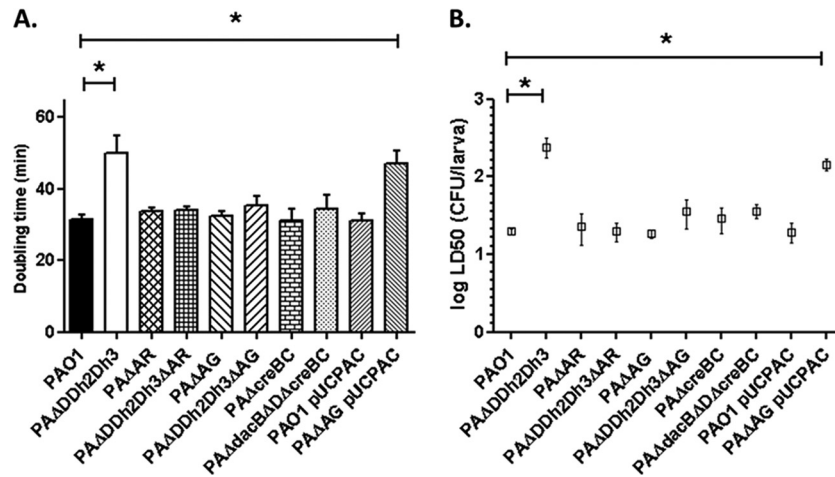 A.
*
*
Doubling time (min)
60
40
20
0
PAO1
PAΔDDh2Dh3
PAΔAR
PAΔDDh2Dh3ΔAR
PAΔAG
PAΔDDh2Dh3ΔAG
PAΔcreBC
PAΔdacBΔDΔcreBC
PAO1 pUCPAC
PAΔAG pUCPAC
B.
*
*
log LD50 (CFU/larva)
3
2
1
0
PAO1
PAΔDDh2Dh3
PAΔAR
PAΔDDh2Dh3ΔAR
PAΔAG
PAΔDDh2Dh3ΔAG
PAΔcreBC
PAΔdacBΔDΔcreBC
PAO1 pUCPAC
PAΔAG pUCPAC